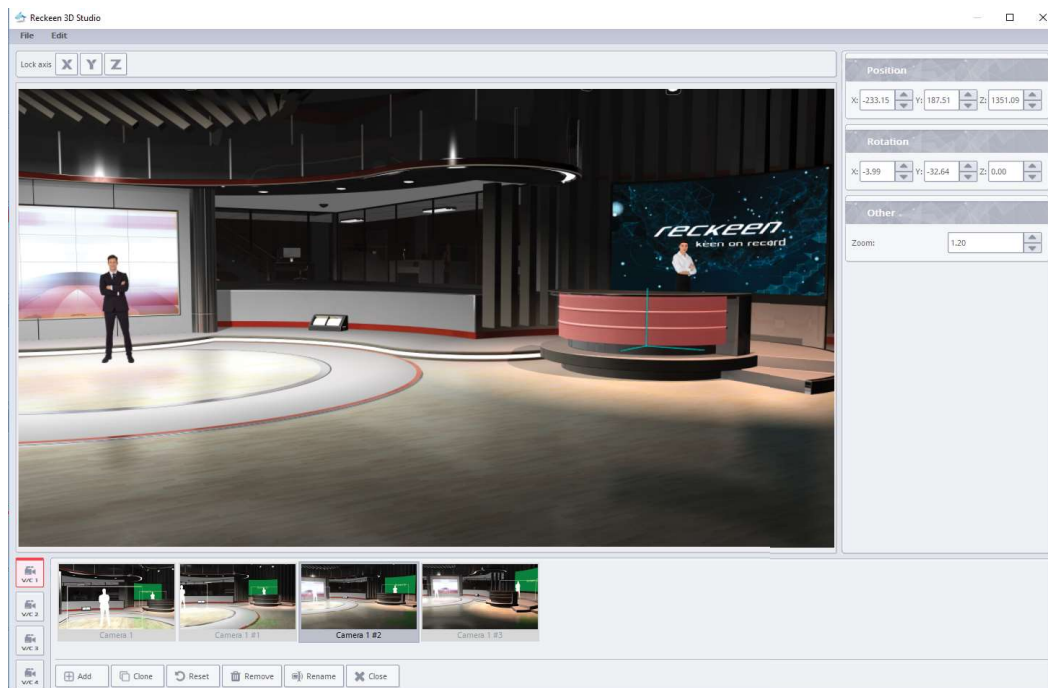 Reckeen 3D Studio
File Edit
Lock axis X Y Z
Position
X: -233.15 Y: 187.51 Z: 1351.09
Rotation
X: -3.99 Y: -32.64 Z: 0.00
Other
Zoom: 1.20
reckeen
keen on record
V/C 1
V/C 2
V/C 3
V/C 4
Camera 1 Camera 1 #1 Camera 1 #2 Camera 1 #3
Add Clone Reset Remove Rename Close